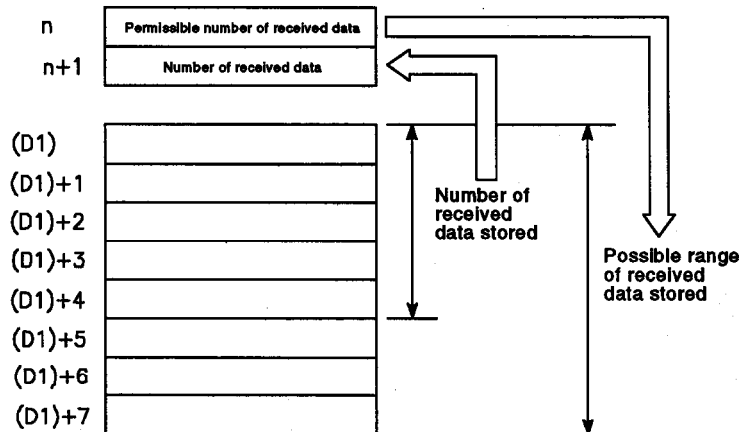 n
Permissible number of received data
n+1
Number of received data
(D1)
(D1)+1
(D1)+2
(D1)+3
(D1)+4
(D1)+5
(D1)+6
(D1)+7
Number of
received
data stored
Possible range
of received
data stored